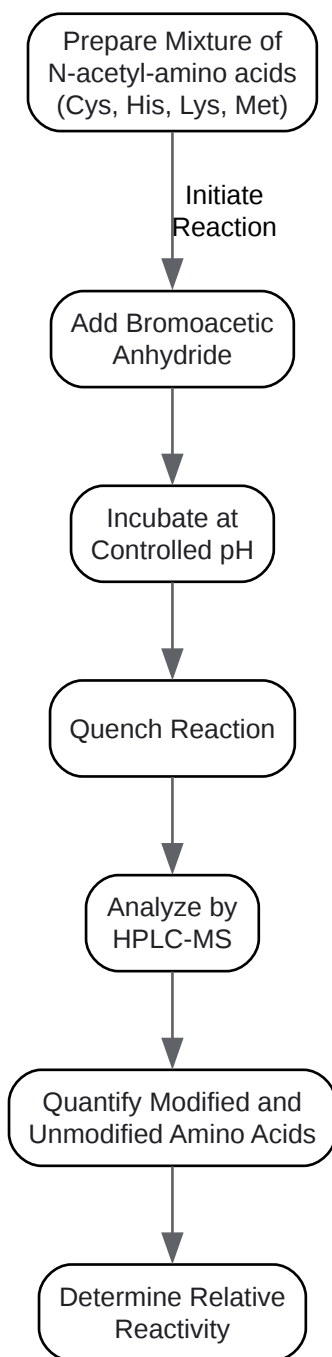 Prepare Mixture of
N-acetyl-amino acids
(Cys, His, Lys, Met)
Initiate
Reaction
Add Bromoacetic
Anhydride
Incubate at
Controlled pH
Quench Reaction
Analyze by
HPLC-MS
Quantify Modified and
Unmodified Amino Acids
Determine Relative
Reactivity